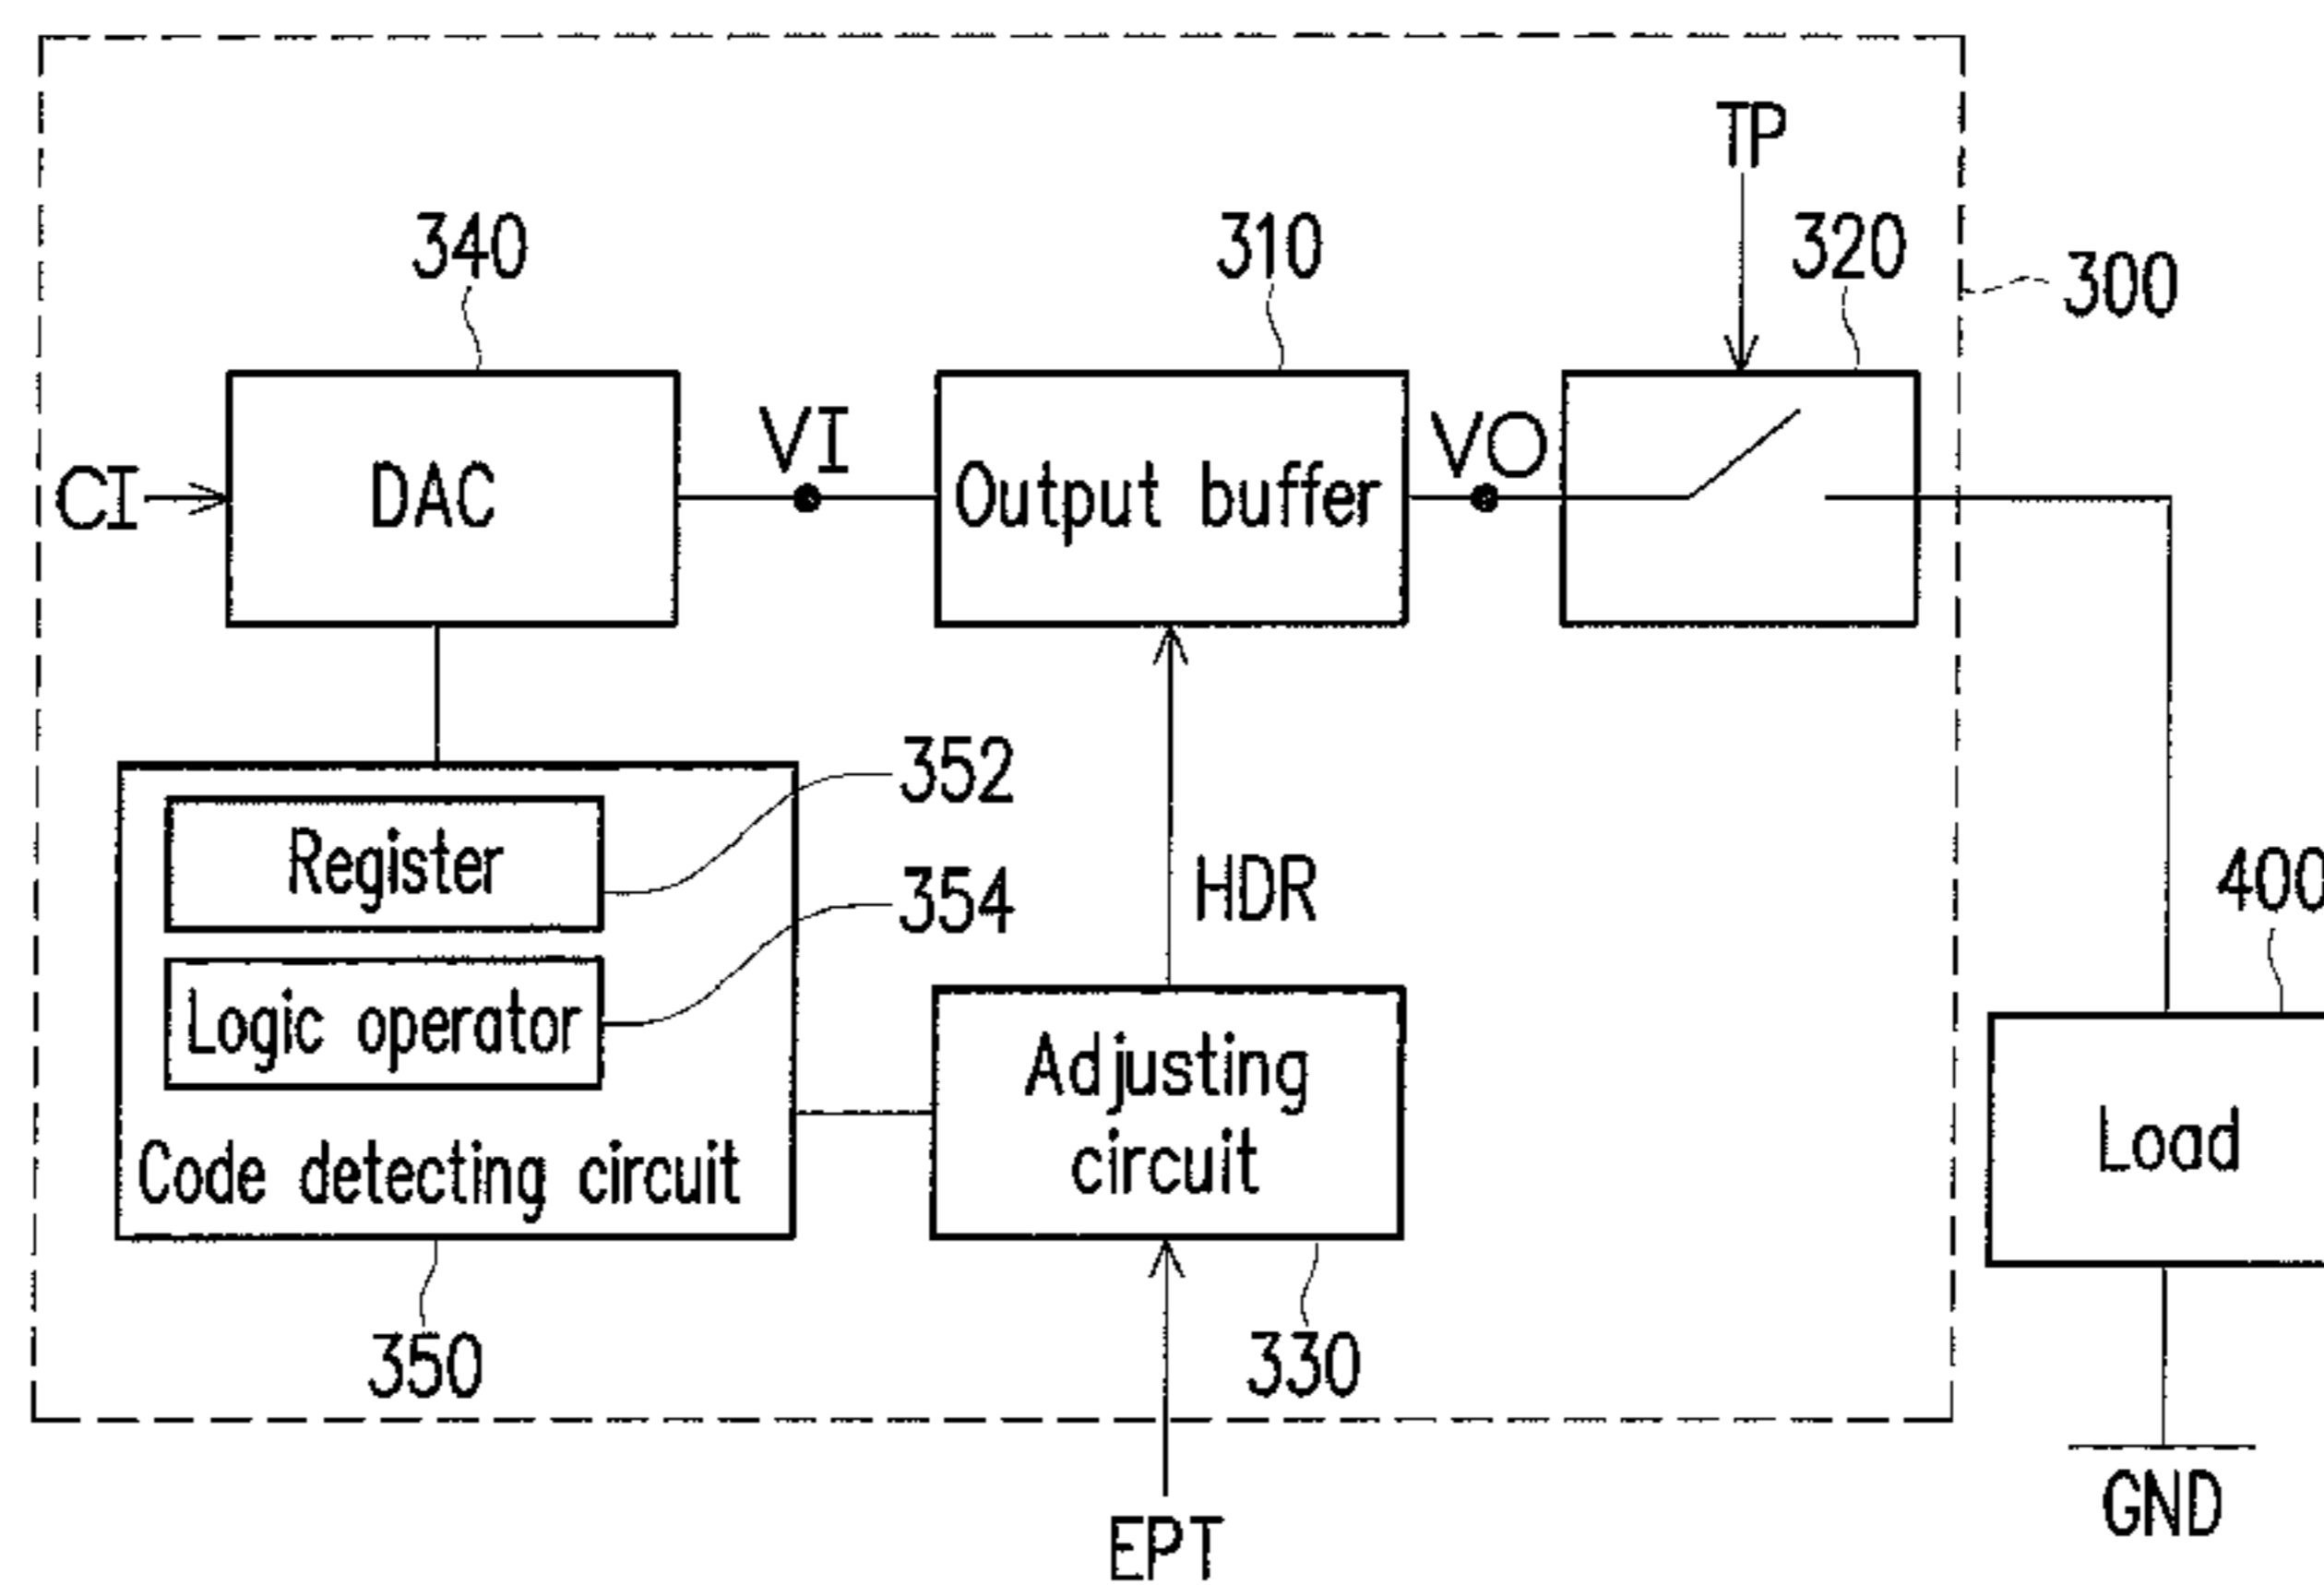 TP
340
310
320
300
CI
DAC
VI
Output buffer
VO
352
Register
354
HDR
400
Logic operator
Adjusting
circuit
Load
Code detecting circuit
350
330
GND
EPT